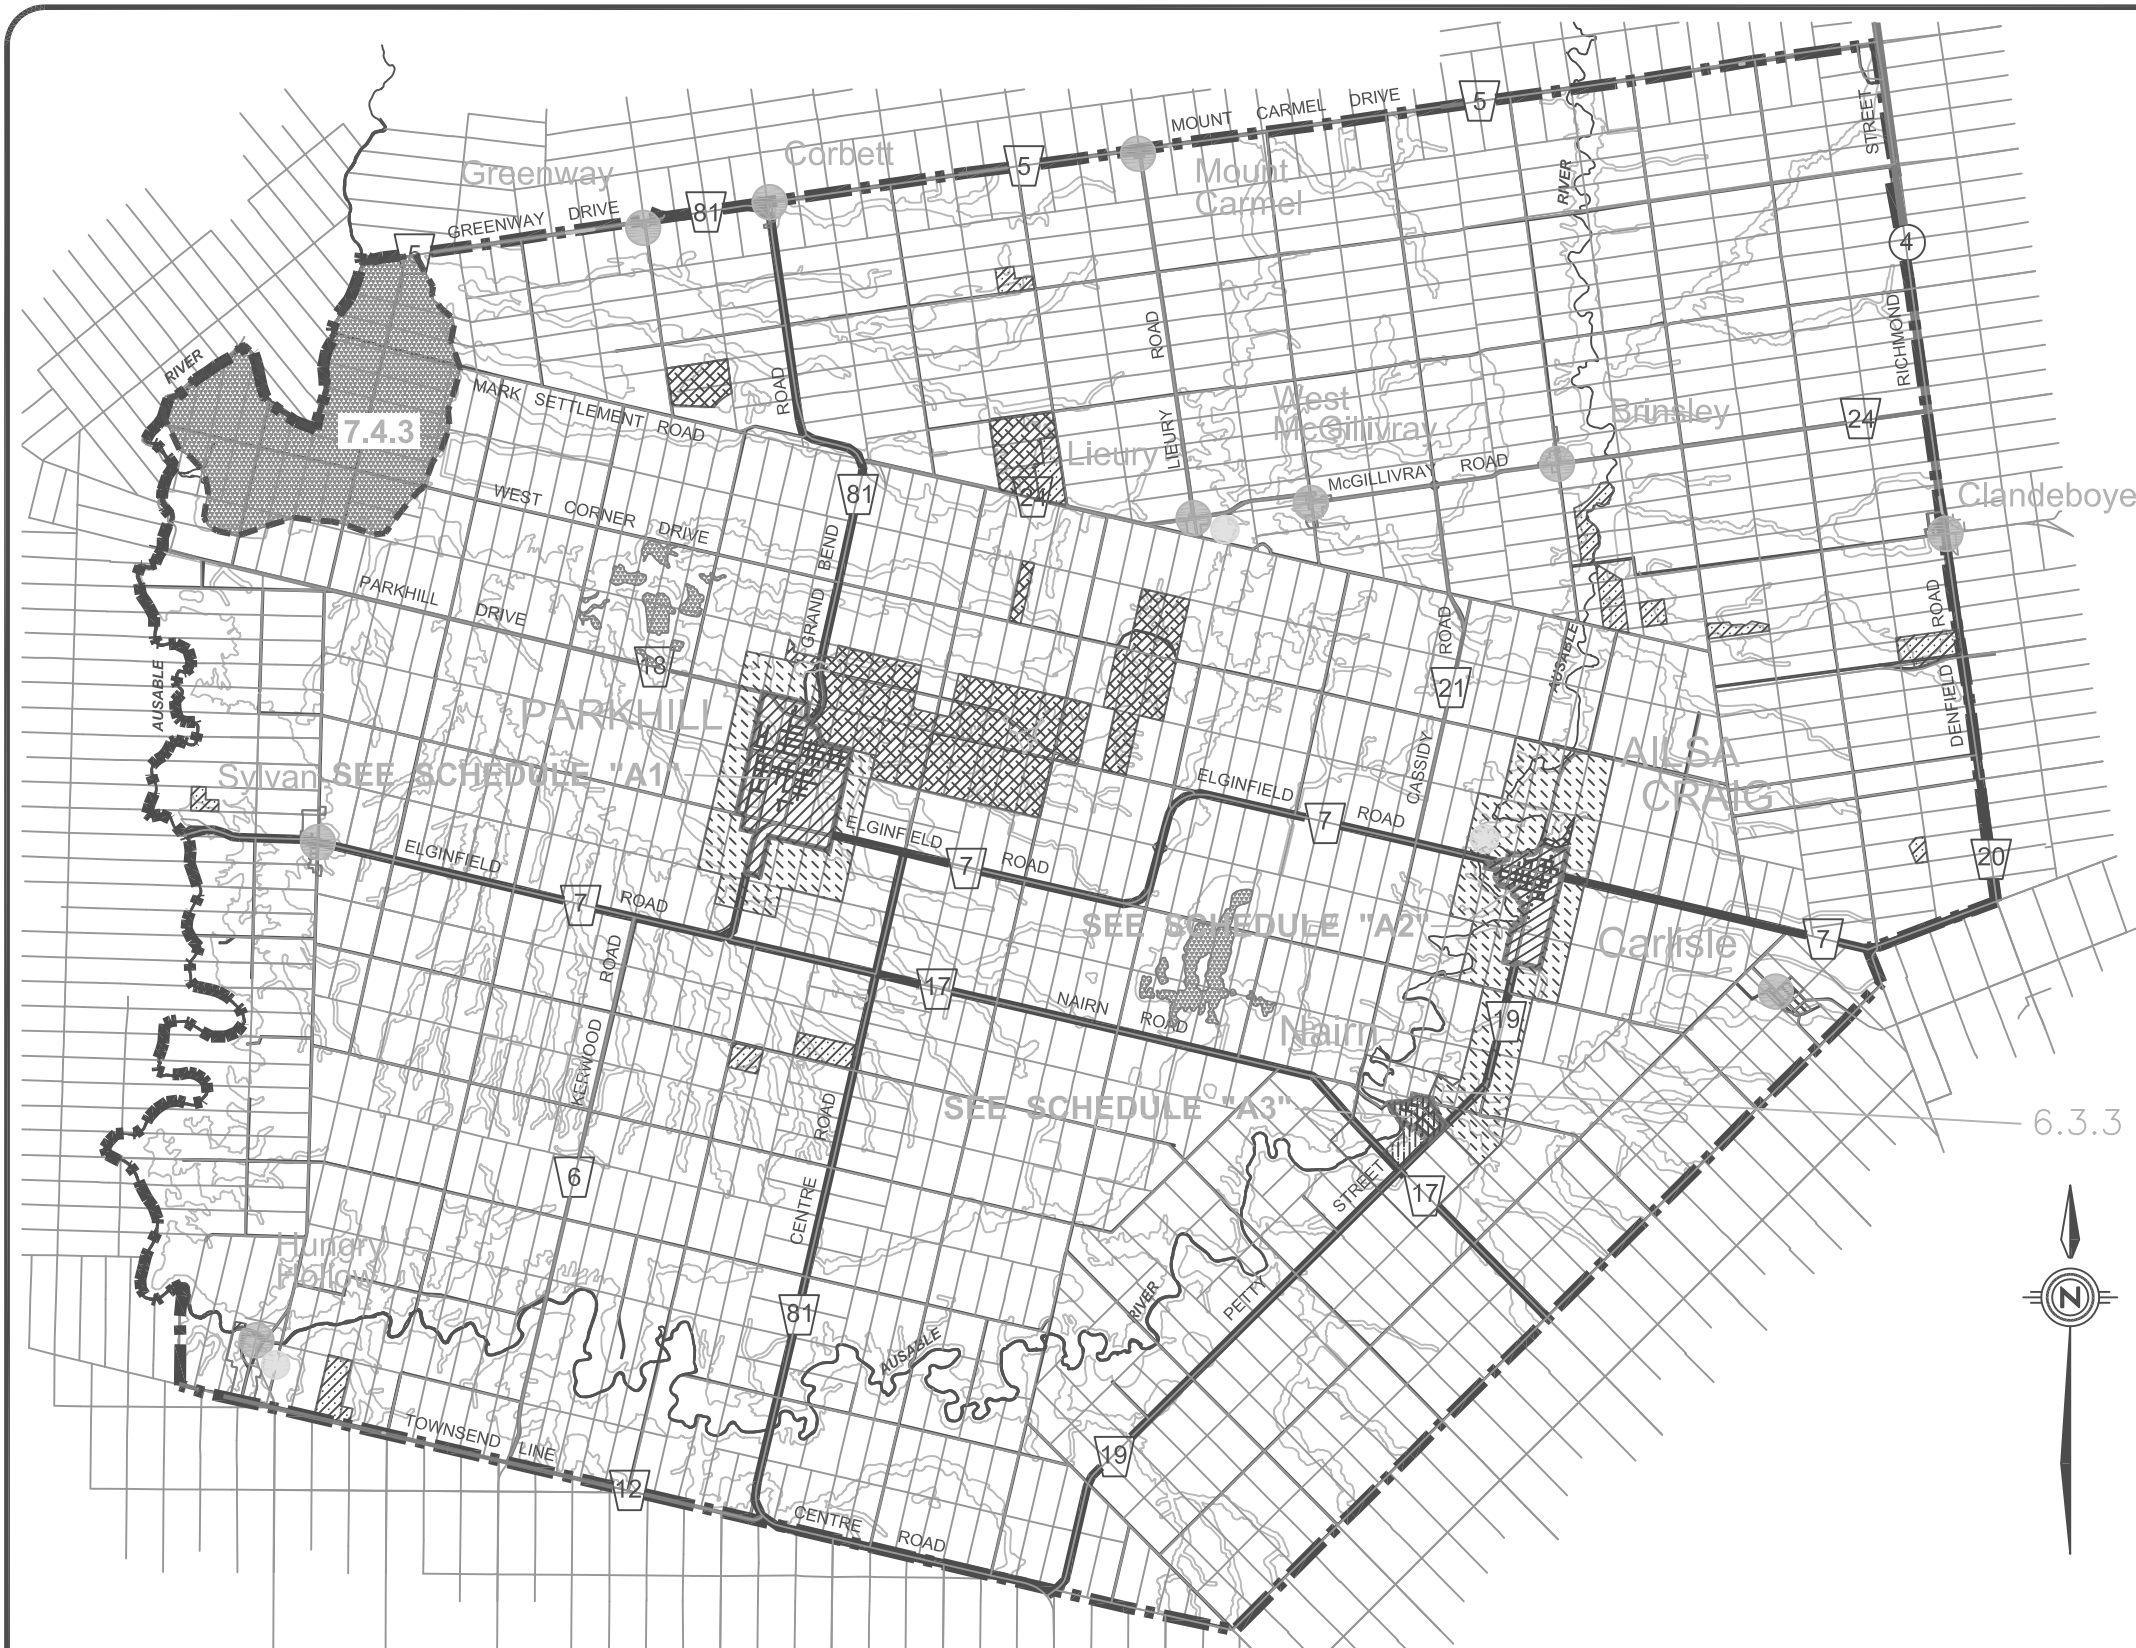 MOUNT CARMEL DRIVE
5
STREET
Corbett
Greenway
5
Mount
Carmel
RIVER
81
GREENWAY DRIVE
5
4
RIVER
ROAD
ROAD
RICHMOND
MARK SETTLEMENT ROAD
7.4.3
West
McGillivray
Brinsley
24
LIEURY
Lieury
McGILLIVRAY ROAD
81
24
Clandeboye
WEST CORNER DRIVE
BEND
PARKHILL DRIVE
GRAND
ROAD
ROAD
AUSABLE
18
AUSABLE
21
PARKHILL
DENFIELD
AILSA
CRAIG
Sylvan
SEE SCHEDULE "A1"
CASSIDY
ELGINFIELD ROAD
7
ELGINFIELD ROAD
7
20
ELGINFIELD ROAD
7
SEE SCHEDULE "A2"
Carlisle
7
ROAD
17
NAIRN ROAD
19
Nairn
KERWOOD
ROAD
SEE SCHEDULE "A3"
6.3.3
6
STREET
17
CENTRE
Hungry
Hollow
N
81
RIVER
PETTY
AUSABLE
TOWNSEND LINE
19
12
CENTRE ROAD